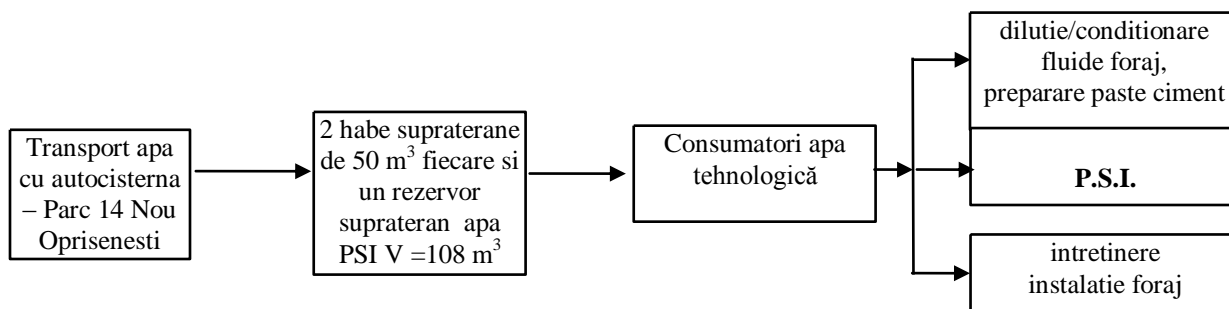 Transport apa
cu autocisterna
– Parc 14 Nou
Oprisenesti
2 habe supraterane
de 50 m³ fiecare si
un rezervor
suprateran apa
PSI V =108 m³
Consumatori apa
tehnologică
dilutie/conditionare
fluide foraj,
preparare paste ciment
P.S.I.
intretinere
instalatie foraj